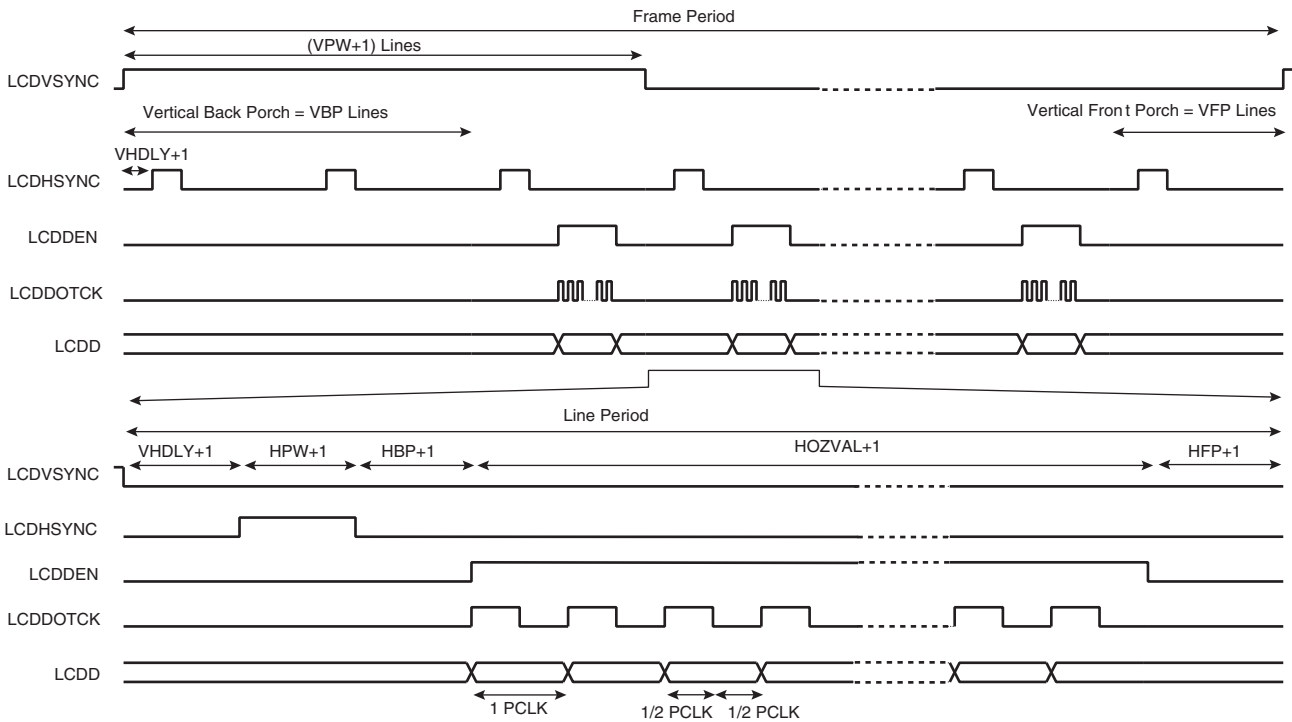 Frame Period
(VPW+1) Lines
LCDVSYNC
Vertical Back Porch = VBP Lines
Vertical Front Porch = VFP Lines
VHDLY+1
LCDHSYNC
LCDDEN
LCDDOTCK
LCDD
Line Period
VHDLY+1
HPW+1
HBP+1
HOZVAL+1
HFP+1
LCDVSYNC
LCDHSYNC
LCDDEN
LCDDOTCK
LCDD
1 PCLK
1/2 PCLK
1/2 PCLK